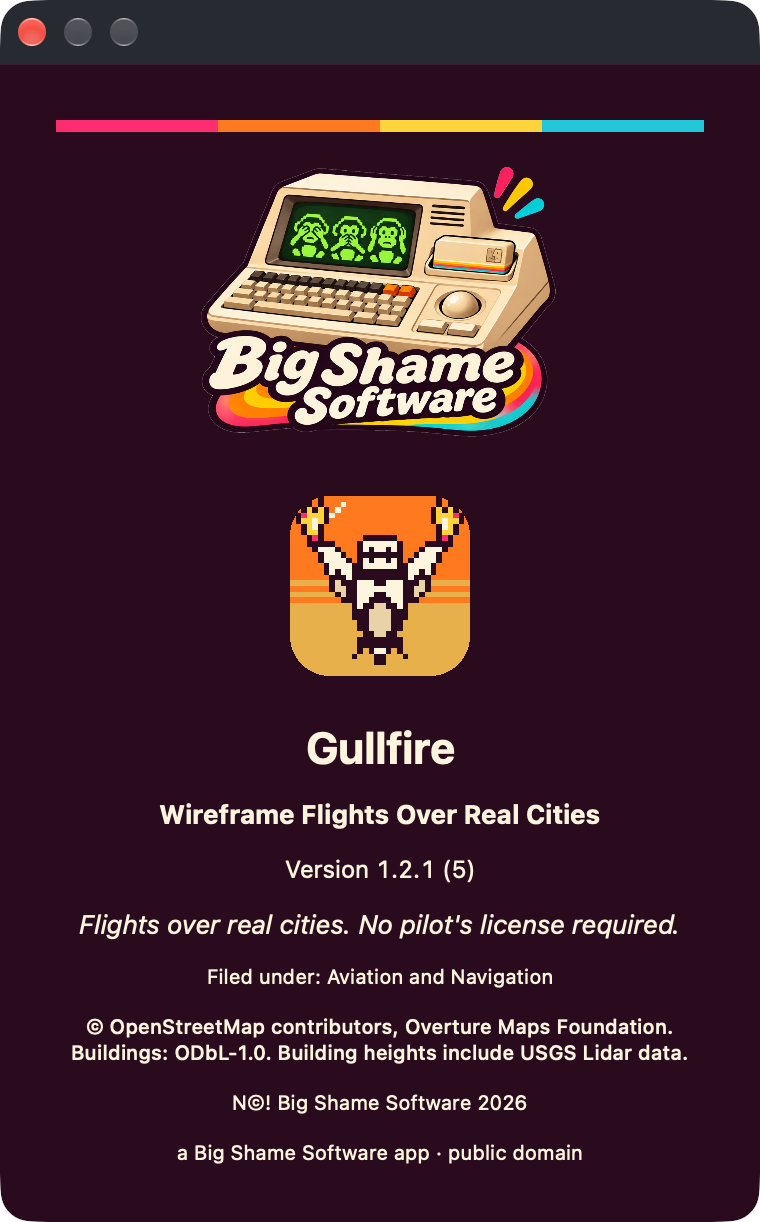 Big Shame
Software
Gullfire
Wireframe Flights Over Real Cities
Version 1.2.1 (5)
Flights over real cities. No pilot's license required.
Filed under: Aviation and Navigation
© OpenStreetMap contributors, Overture Maps Foundation.
Buildings: ODbL-1.0. Building heights include USGS Lidar data.
N©! Big Shame Software 2026
a Big Shame Software app · public domain